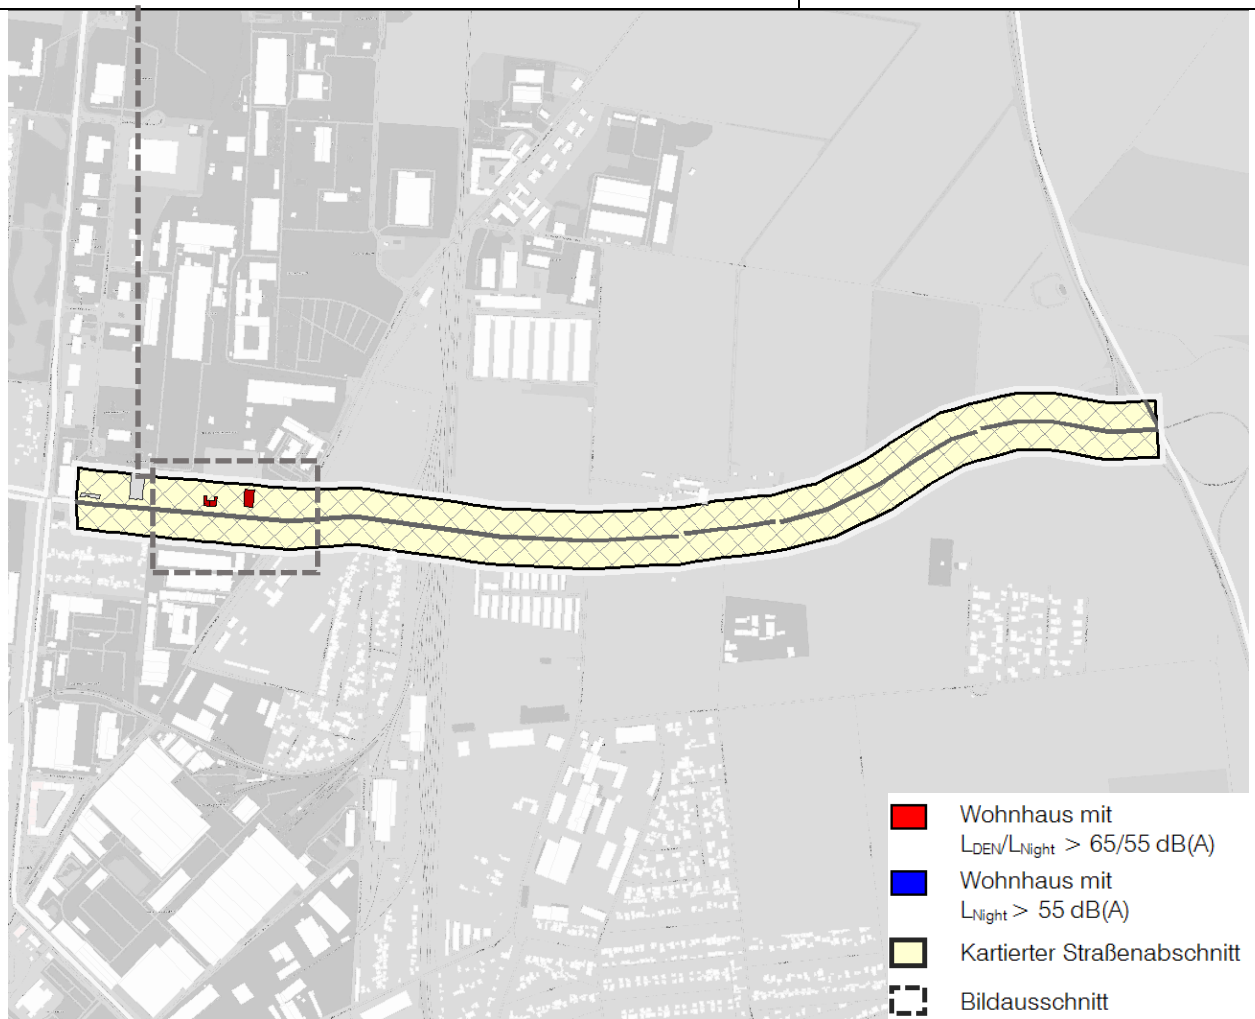 Wohnhaus mit
LDEN/LNight > 65/55 dB(A)
Wohnhaus mit
LNight > 55 dB(A)
Kartierter Straßenabschnitt
Bildausschnitt